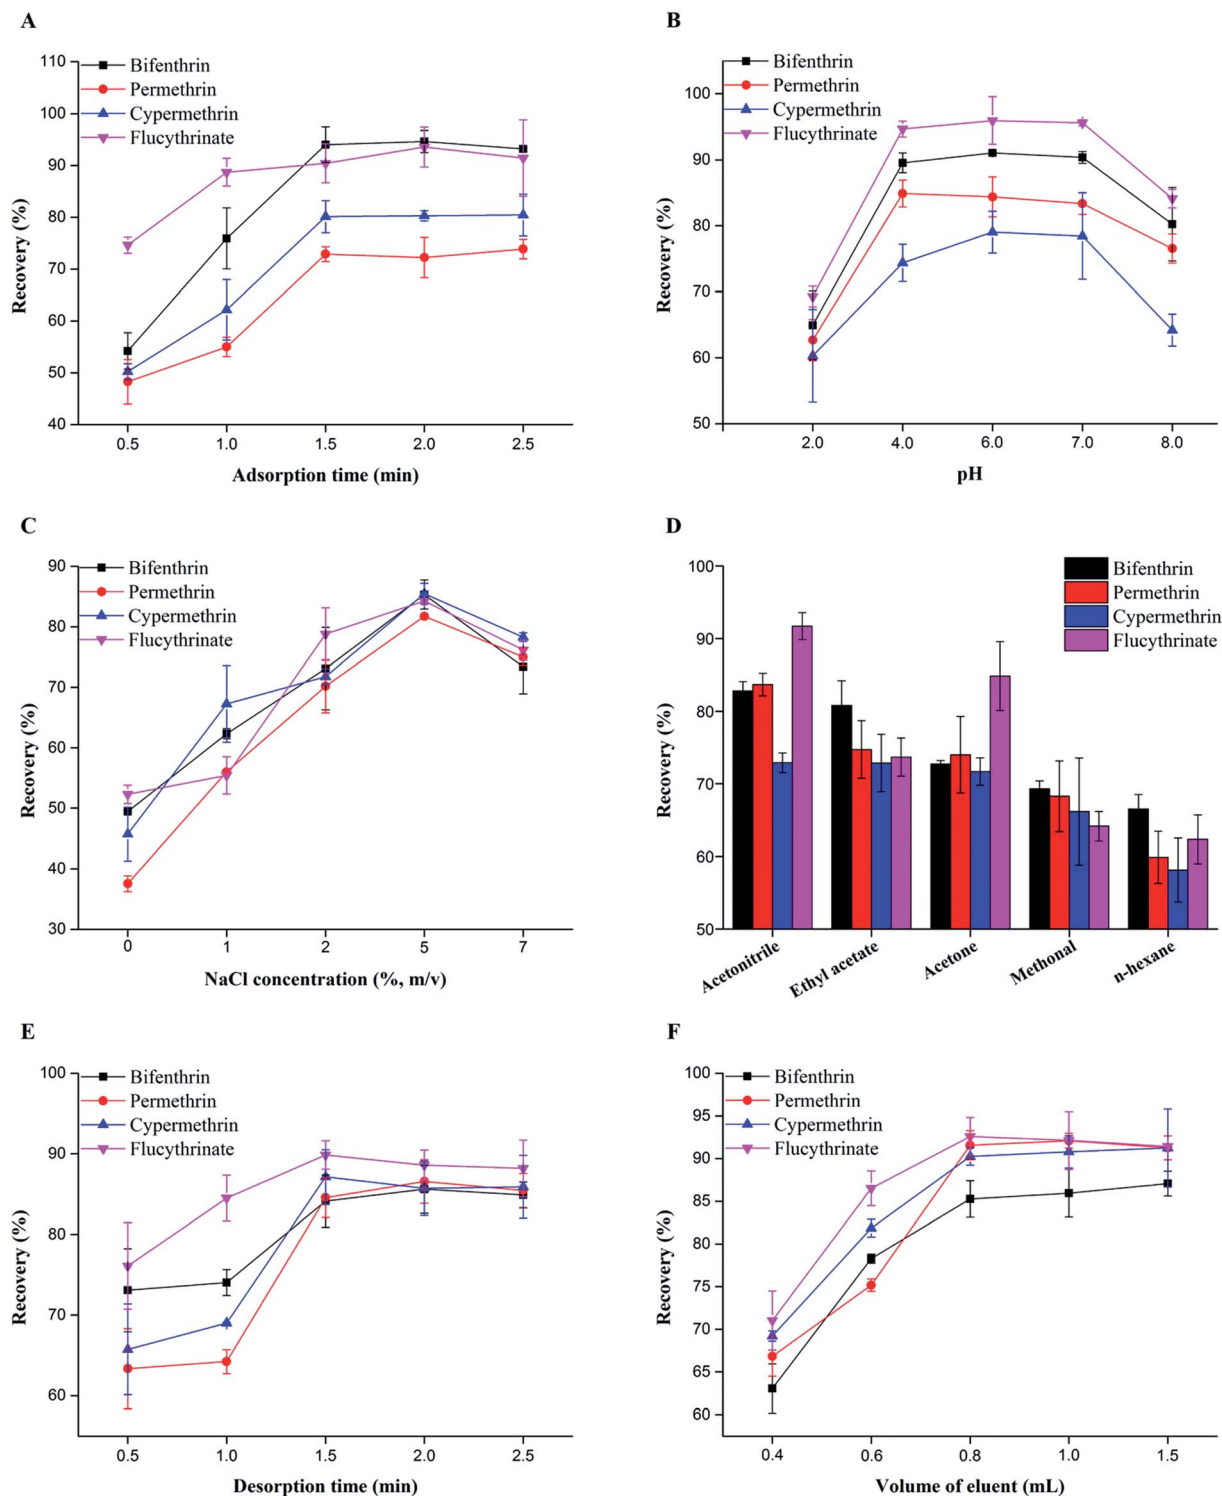 A
Bifenthrin
Permethrin
Cypermethrin
Flucythrinate
110
100
90
80
70
60
50
40
Recovery (%)
0.5 1.0 1.5 2.0 2.5
Adsorption time (min)
B
Bifenthrin
Permethrin
Cypermethrin
Flucythrinate
100
90
80
70
60
50
Recovery (%)
2.0 4.0 6.0 7.0 8.0
pH
C
Bifenthrin
Permethrin
Cypermethrin
Flucythrinate
90
80
70
60
50
40
30
Recovery (%)
0 1 2 5 7
NaCl concentration (%, m/v)
D
Bifenthrin
Permethrin
Cypermethrin
Flucythrinate
100
90
80
70
60
50
Recovery (%)
Acetonitrile Ethyl acetate Acetone Methonal n-hexane
E
Bifenthrin
Permethrin
Cypermethrin
Flucythrinate
100
90
80
70
60
Recovery (%)
0.5 1.0 1.5 2.0 2.5
Desorption time (min)
F
Bifenthrin
Permethrin
Cypermethrin
Flucythrinate
100
95
90
85
80
75
70
65
60
Recovery (%)
0.4 0.6 0.8 1.0 1.5
Volume of eluent (mL)